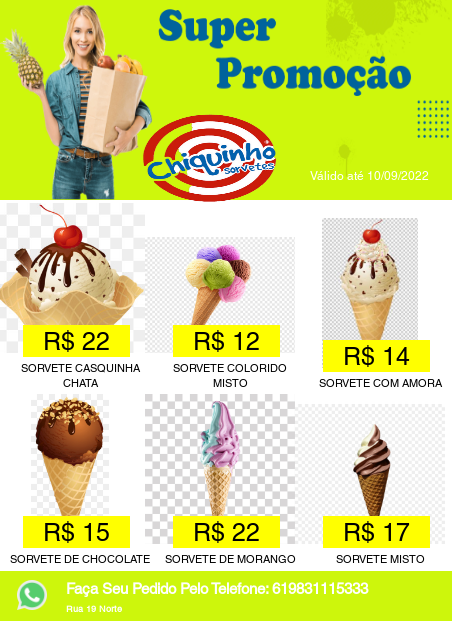 Super
Promoção
Chiquinho
sorvetes
Válido até 10/09/2022
R$ 22
SORVETE CASQUINHA
CHATA
R$ 12
SORVETE COLORIDO
MISTO
R$ 14
SORVETE COM AMORA
R$ 15
SORVETE DE CHOCOLATE
R$ 22
SORVETE DE MORANGO
R$ 17
SORVETE MISTO
Faça Seu Pedido Pelo Telefone: 619831115333
Rua 19 Norte